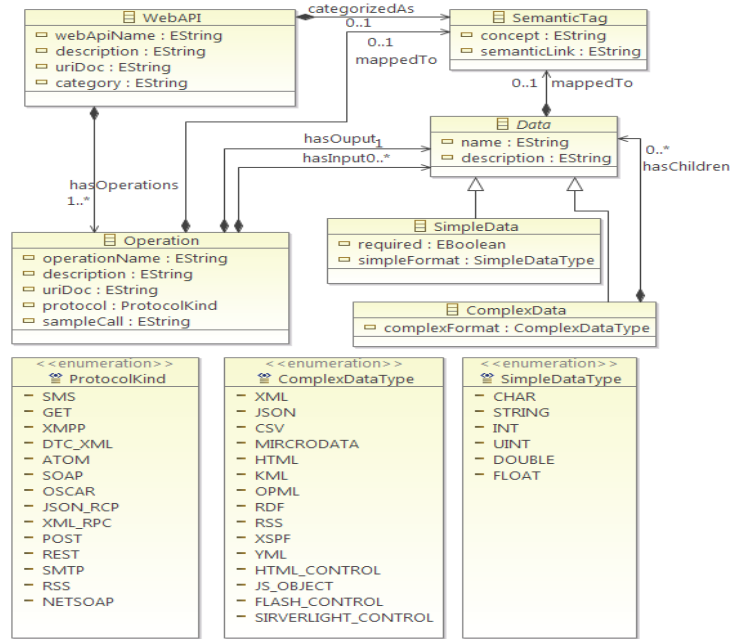 WebAPI
webApiName : EString
description : EString
uriDoc : EString
category : EString
categorizedAs
0..1
0..1
mappedTo
SemanticTag
concept : EString
semanticLink : EString
0..1 mappedTo
Data
name : EString
description : EString
hasOuput 1
hasInput 0..*
0..*
hasChildren
hasOperations
1..*
Operation
operationName : EString
description : EString
uriDoc : EString
protocol : ProtocolKind
sampleCall : EString
SimpleData
required : EBoolean
simpleFormat : SimpleDataType
ComplexData
complexFormat : ComplexDataType
<<enumeration>>
ProtocolKind
SMS
GET
XMPP
DTC_XML
ATOM
SOAP
OSCAR
JSON_RCP
XML_RPC
POST
REST
SMTP
RSS
NETSOAP
<<enumeration>>
ComplexDataType
XML
JSON
CSV
MIRCRODATA
HTML
KML
OPML
RDF
RSS
XSPF
YML
HTML_CONTROL
JS_OBJECT
FLASH_CONTROL
SIRVERLIGHT_CONTROL
<<enumeration>>
SimpleDataType
CHAR
STRING
INT
UINT
DOUBLE
FLOAT